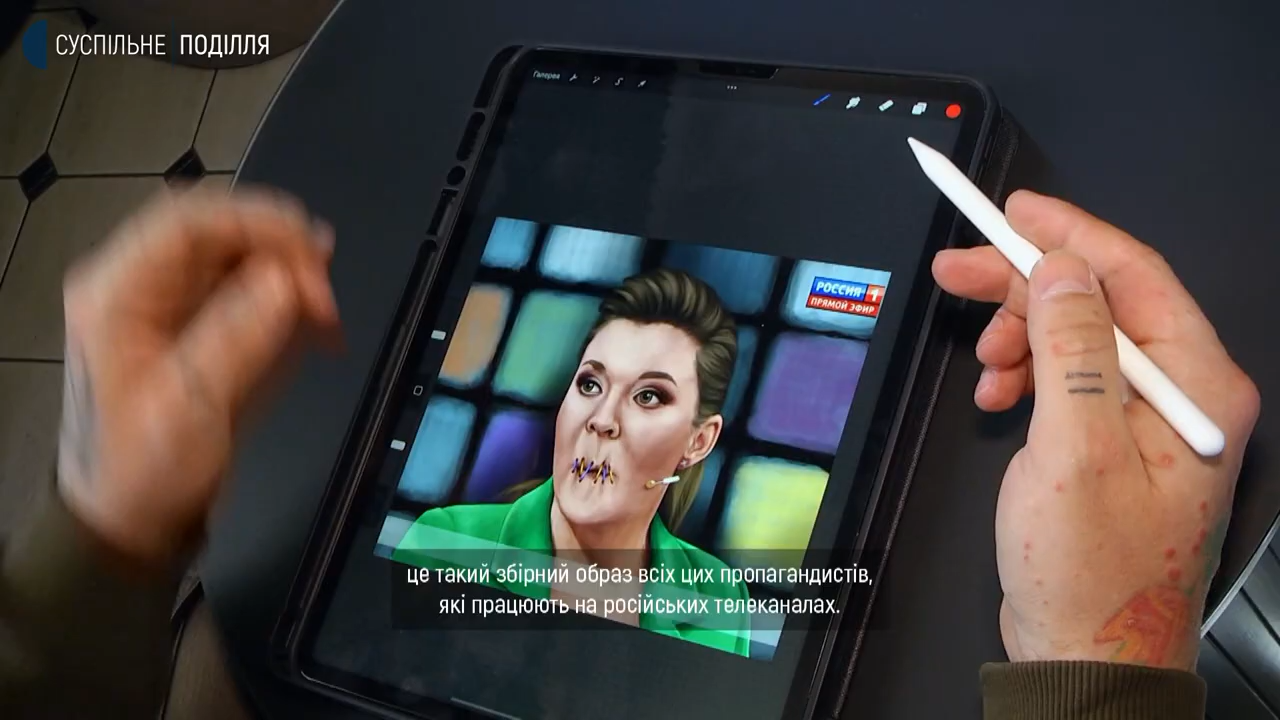 СУСПІЛЬНЕ ПОДІЛЛЯ
Галерея
РОССИЯ 1
ПРЯМОЙ ЭФИР
це такий збірний образ всіх цих пропагандистів,
які працюють на російських телеканалах.